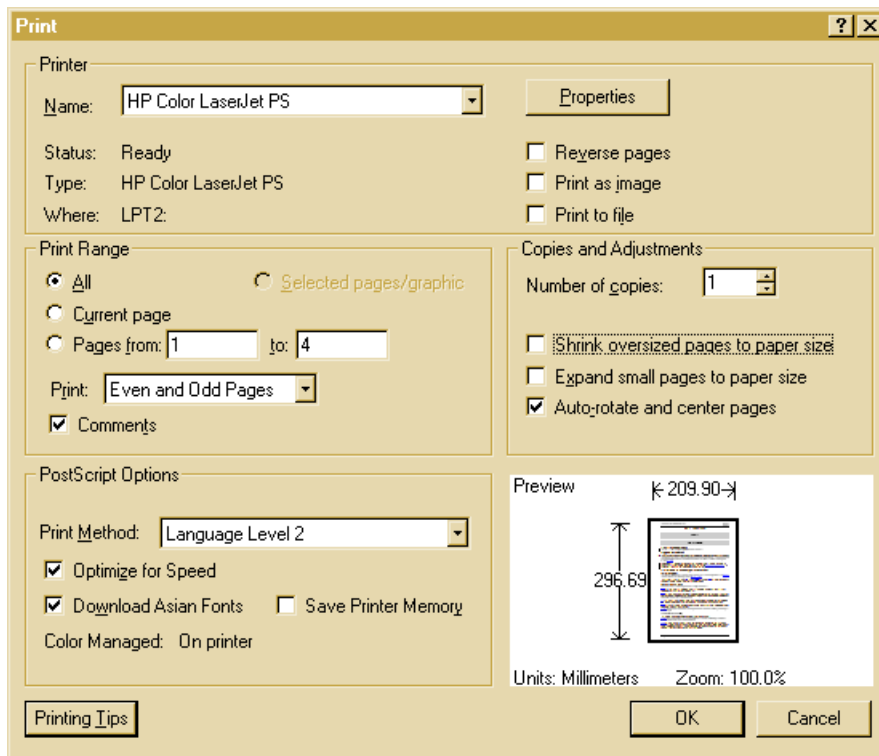 Print
Printer
Name: HP Color LaserJet PS
Properties
Status: Ready
Type: HP Color LaserJet PS
Where: LPT2:
Reverse pages
Print as image
Print to file
Print Range
All
Selected pages/graphic
Current page
Pages from: 1 to: 4
Print: Even and Odd Pages
Comments
Copies and Adjustments
Number of copies: 1
Shrink oversized pages to paper size
Expand small pages to paper size
Auto-rotate and center pages
PostScript Options
Print Method: Language Level 2
Optimize for Speed
Download Asian Fonts Save Printer Memory
Color Managed: On printer
Preview
209.90
296.69
Units: Millimeters Zoom: 100.0%
Printing Tips
OK
Cancel